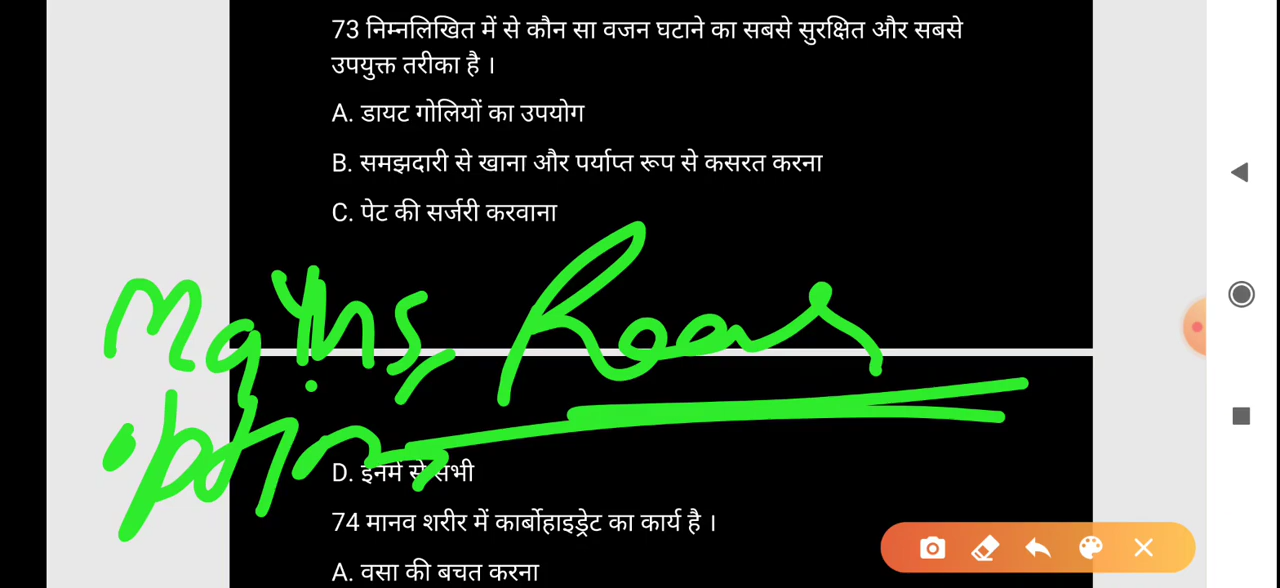 73 निम्नलिखित में से कौन सा वजन घटाने का सबसे सुरक्षित और सबसे
उपयुक्त तरीका है ।
A. डायट गोलियों का उपयोग
B. समझदारी से खाना और पर्याप्त रूप से कसरत करना
C. पेट की सर्जरी करवाना
Maths,
D. इनमें से सभी
74 मानव शरीर में कार्बोहाइड्रेट का कार्य है ।
A. वसा की बचत करना